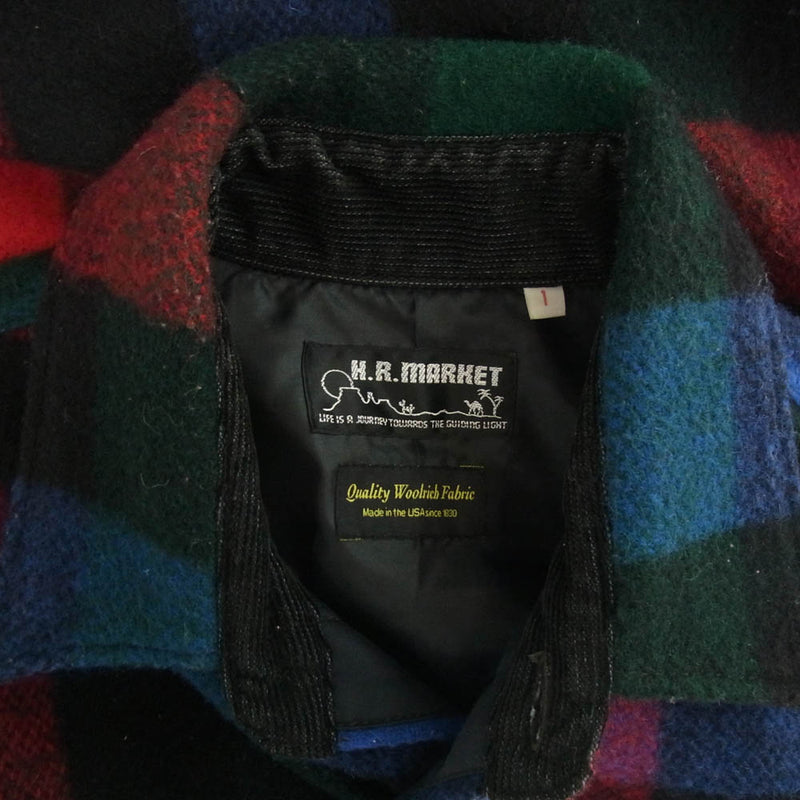 1
H.R.MARKET
LIFE IS A JOURNEY TOWARDS THE GUIDING LIGHT
Quality Woolrich Fabric
Made in the USA since 1830